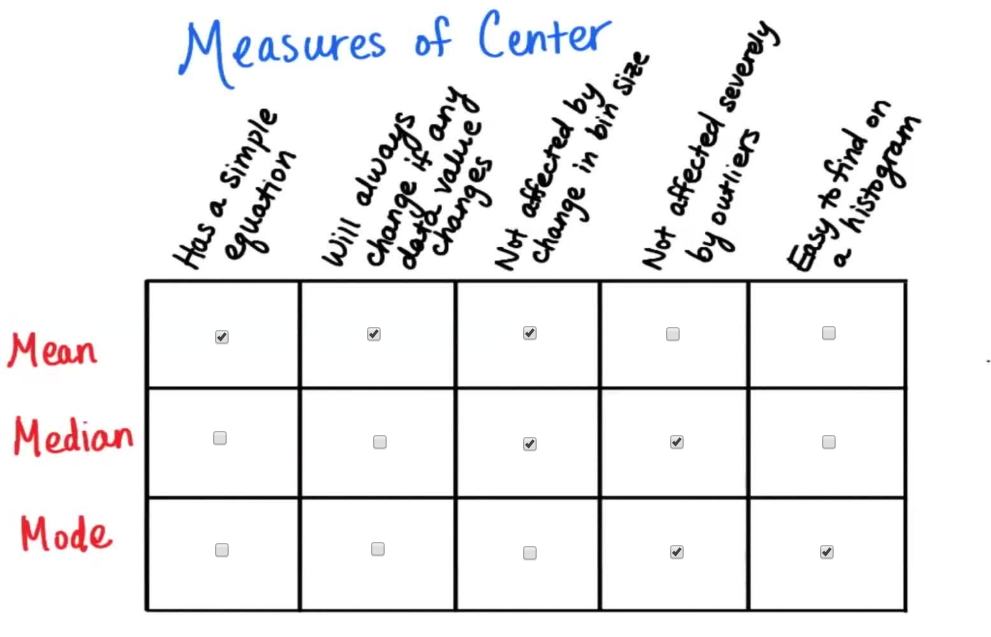 Measures of Center
Has a simple
equation
Will always
change if any
data value
changes
Not affected by
change in bin size
Not affected severely
by outliers
Easy to find on
a histogram
Mean
Median
Mode